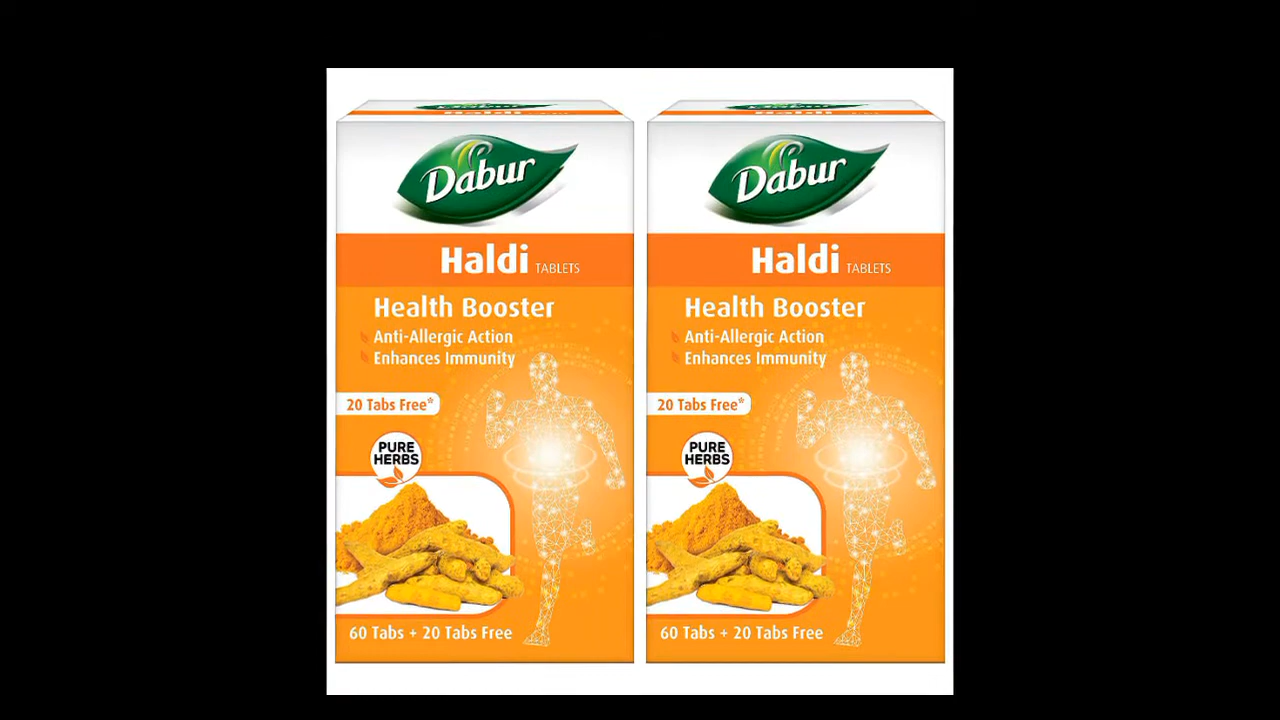 Haldi
Dabur
Haldi TABLETS
Health Booster
Anti-Allergic Action
Enhances Immunity
20 Tabs Free*
PURE
HERBS
60 Tabs + 20 Tabs Free
Haldi
Dabur
Haldi TABLETS
Health Booster
Anti-Allergic Action
Enhances Immunity
20 Tabs Free*
PURE
HERBS
60 Tabs + 20 Tabs Free